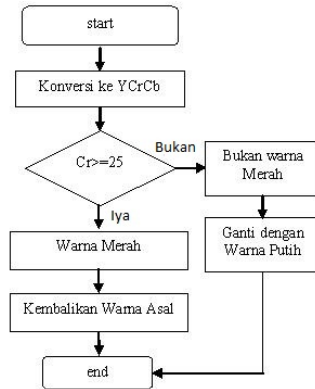 start
Konversi ke YCrCb
Cr>=25
Bukan
Bukan warna
Merah
Iya
Warna Merah
Ganti dengan
Warna Putih
Kembalikan Warna Asal
end